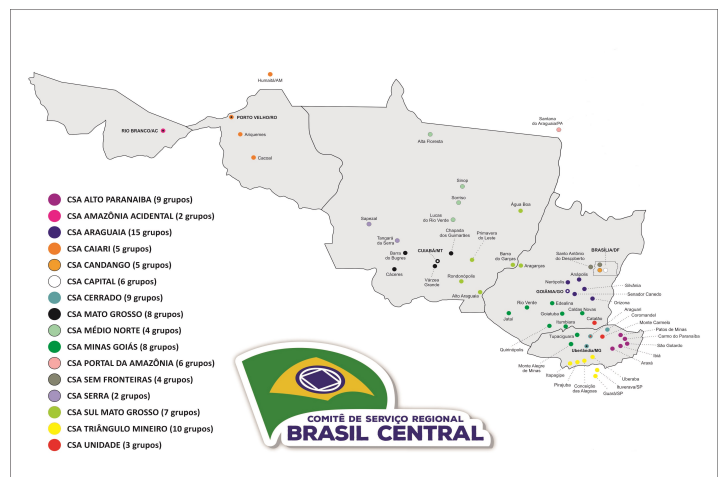 Humaitá/AM
PORTO VELHO/RO
RIO BRANCO/AC
Ariquemes
Cacoal
Santana
do Araguaia/PA
Alta Floresta
Sinop
Sorriso
Lucas
do Rio Verde
Sapezal
Tangará
da Serra
Barra
do Bugres
Cáceres
CUIABÁ/MT
Várzea
Grande
Chapada
dos Guimarães
Primavera
do Leste
Água Boa
Rondonópolis
Alto Araguaia
Barra
do Garças
Aragarças
BRASÍLIA/DF
Santo Antônio
do Descoberto
Anápolis
Nerópolis
GOIÂNIA/GO
Silvânia
Senador Canedo
Orizona
Rio Verde
Edealina
Caldas Novas
Jataí
Goiatuba
Itumbiara
Catalão
Araguari
Coromandel
Monte Carmelo
Patos de Minas
Carmo do Paranaíba
São Gotardo
Ibiá
Araxá
Quirinópolis
Tupaciguara
Uberlândia/MG
Monte Alegre
de Minas
Itapagipe
Pirajuba
Conceição
das Alagoas
Uberaba
Ituverava/SP
Guará/SP
CSA ALTO PARANAIBA (9 grupos)
CSA AMAZÔNIA ACIDENTAL (2 grupos)
CSA ARAGUAIA (15 grupos)
CSA CAIARI (5 grupos)
CSA CANDANGO (5 grupos)
CSA CAPITAL (6 grupos)
CSA CERRADO (9 grupos)
CSA MATO GROSSO (8 grupos)
CSA MÉDIO NORTE (4 grupos)
CSA MINAS GOIÁS (8 grupos)
CSA PORTAL DA AMAZÔNIA (6 grupos)
CSA SEM FRONTEIRAS (4 grupos)
CSA SERRA (2 grupos)
CSA SUL MATO GROSSO (7 grupos)
CSA TRIÂNGULO MINEIRO (10 grupos)
CSA UNIDADE (3 grupos)
COMITÊ DE SERVIÇO REGIONAL
BRASIL CENTRAL